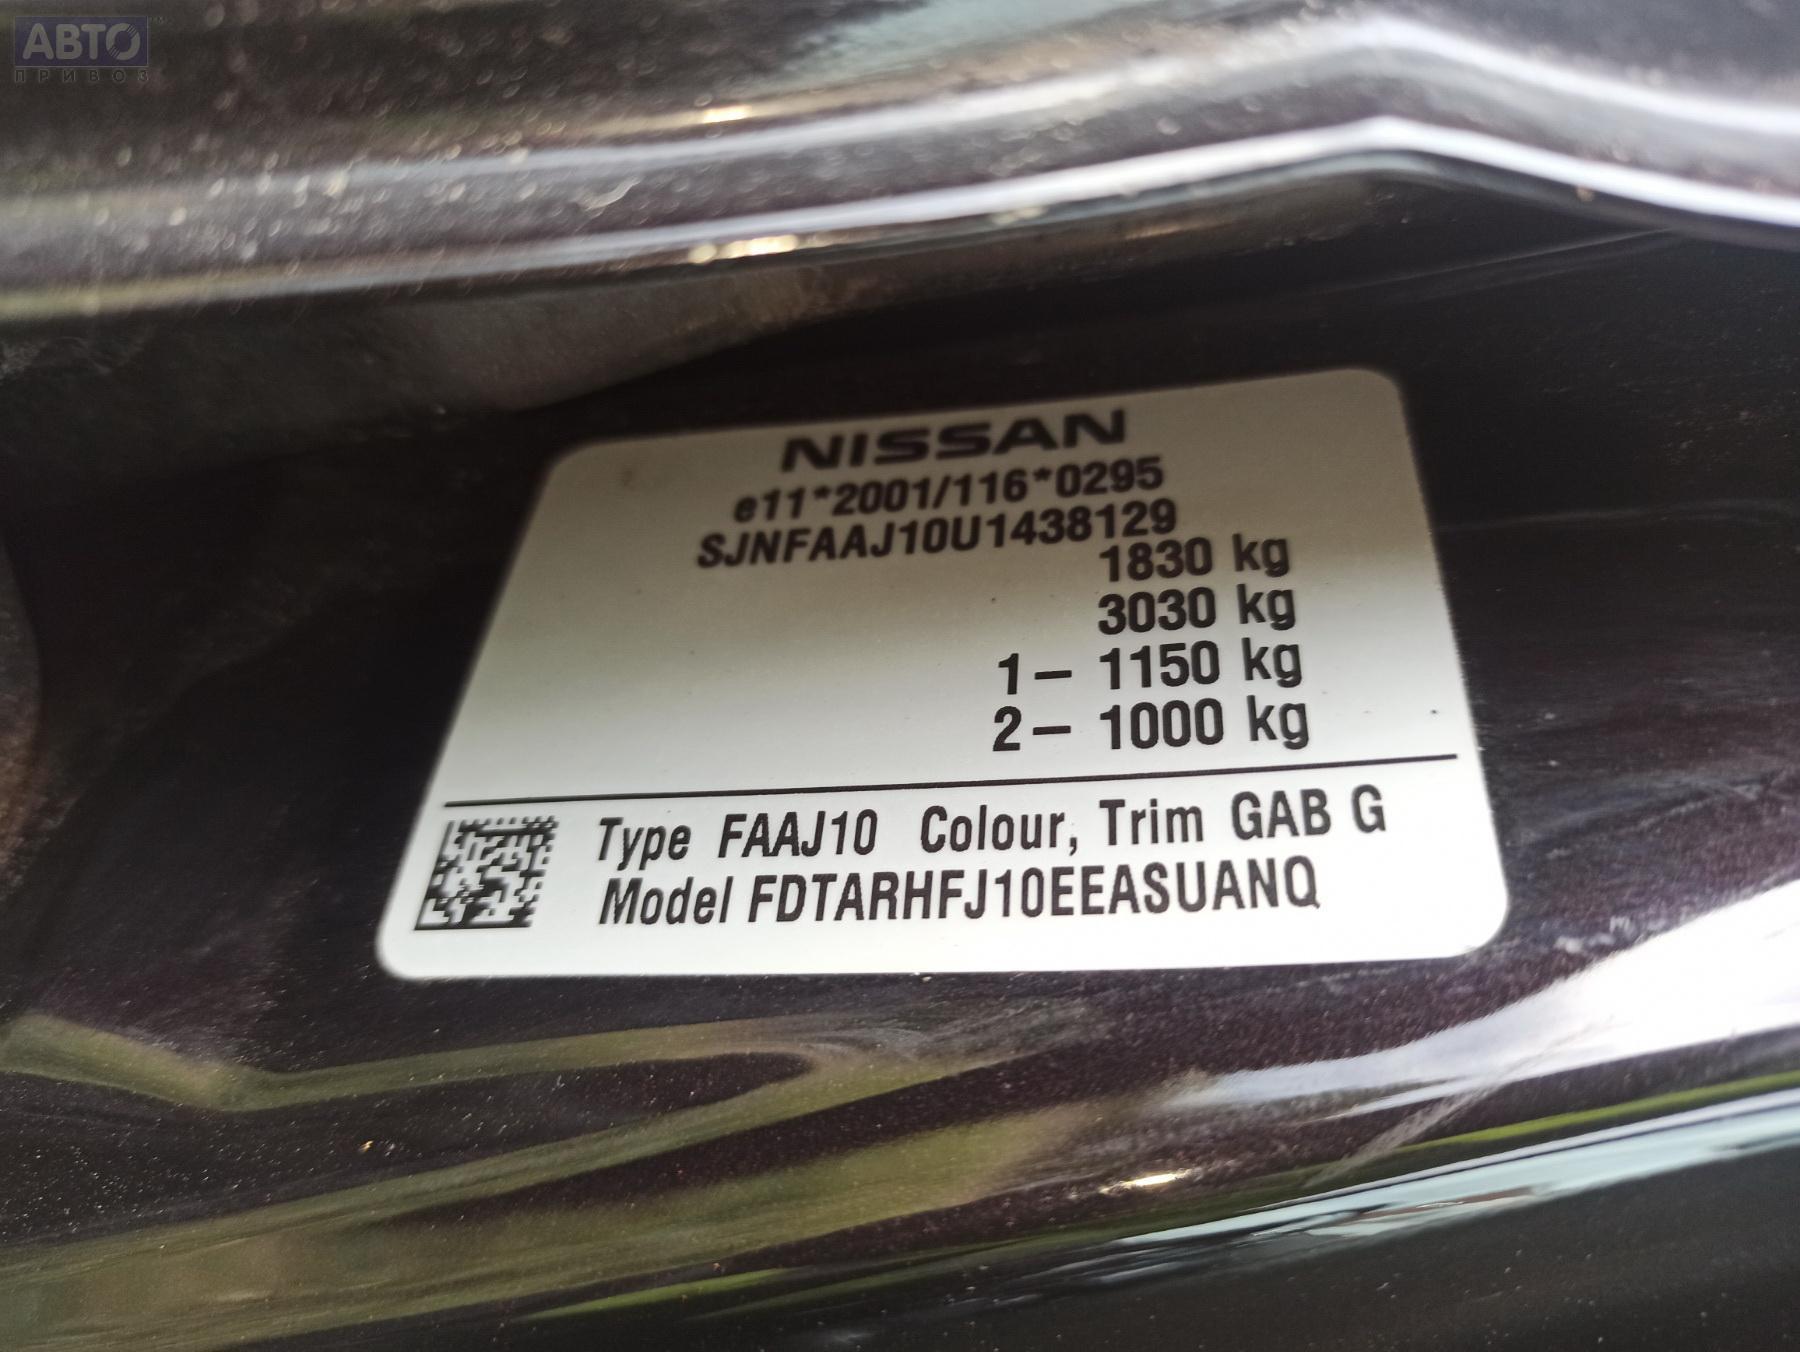 АВТО
ПРИВОЗ
NISSAN
e11*2001/116*0295
SJNFAAJ10U1438129
1830 kg
3030 kg
1 – 1150 kg
2 – 1000 kg
Type FAAJ10 Colour, Trim GAB G
Model FDTARHFJ10EEASUANQ